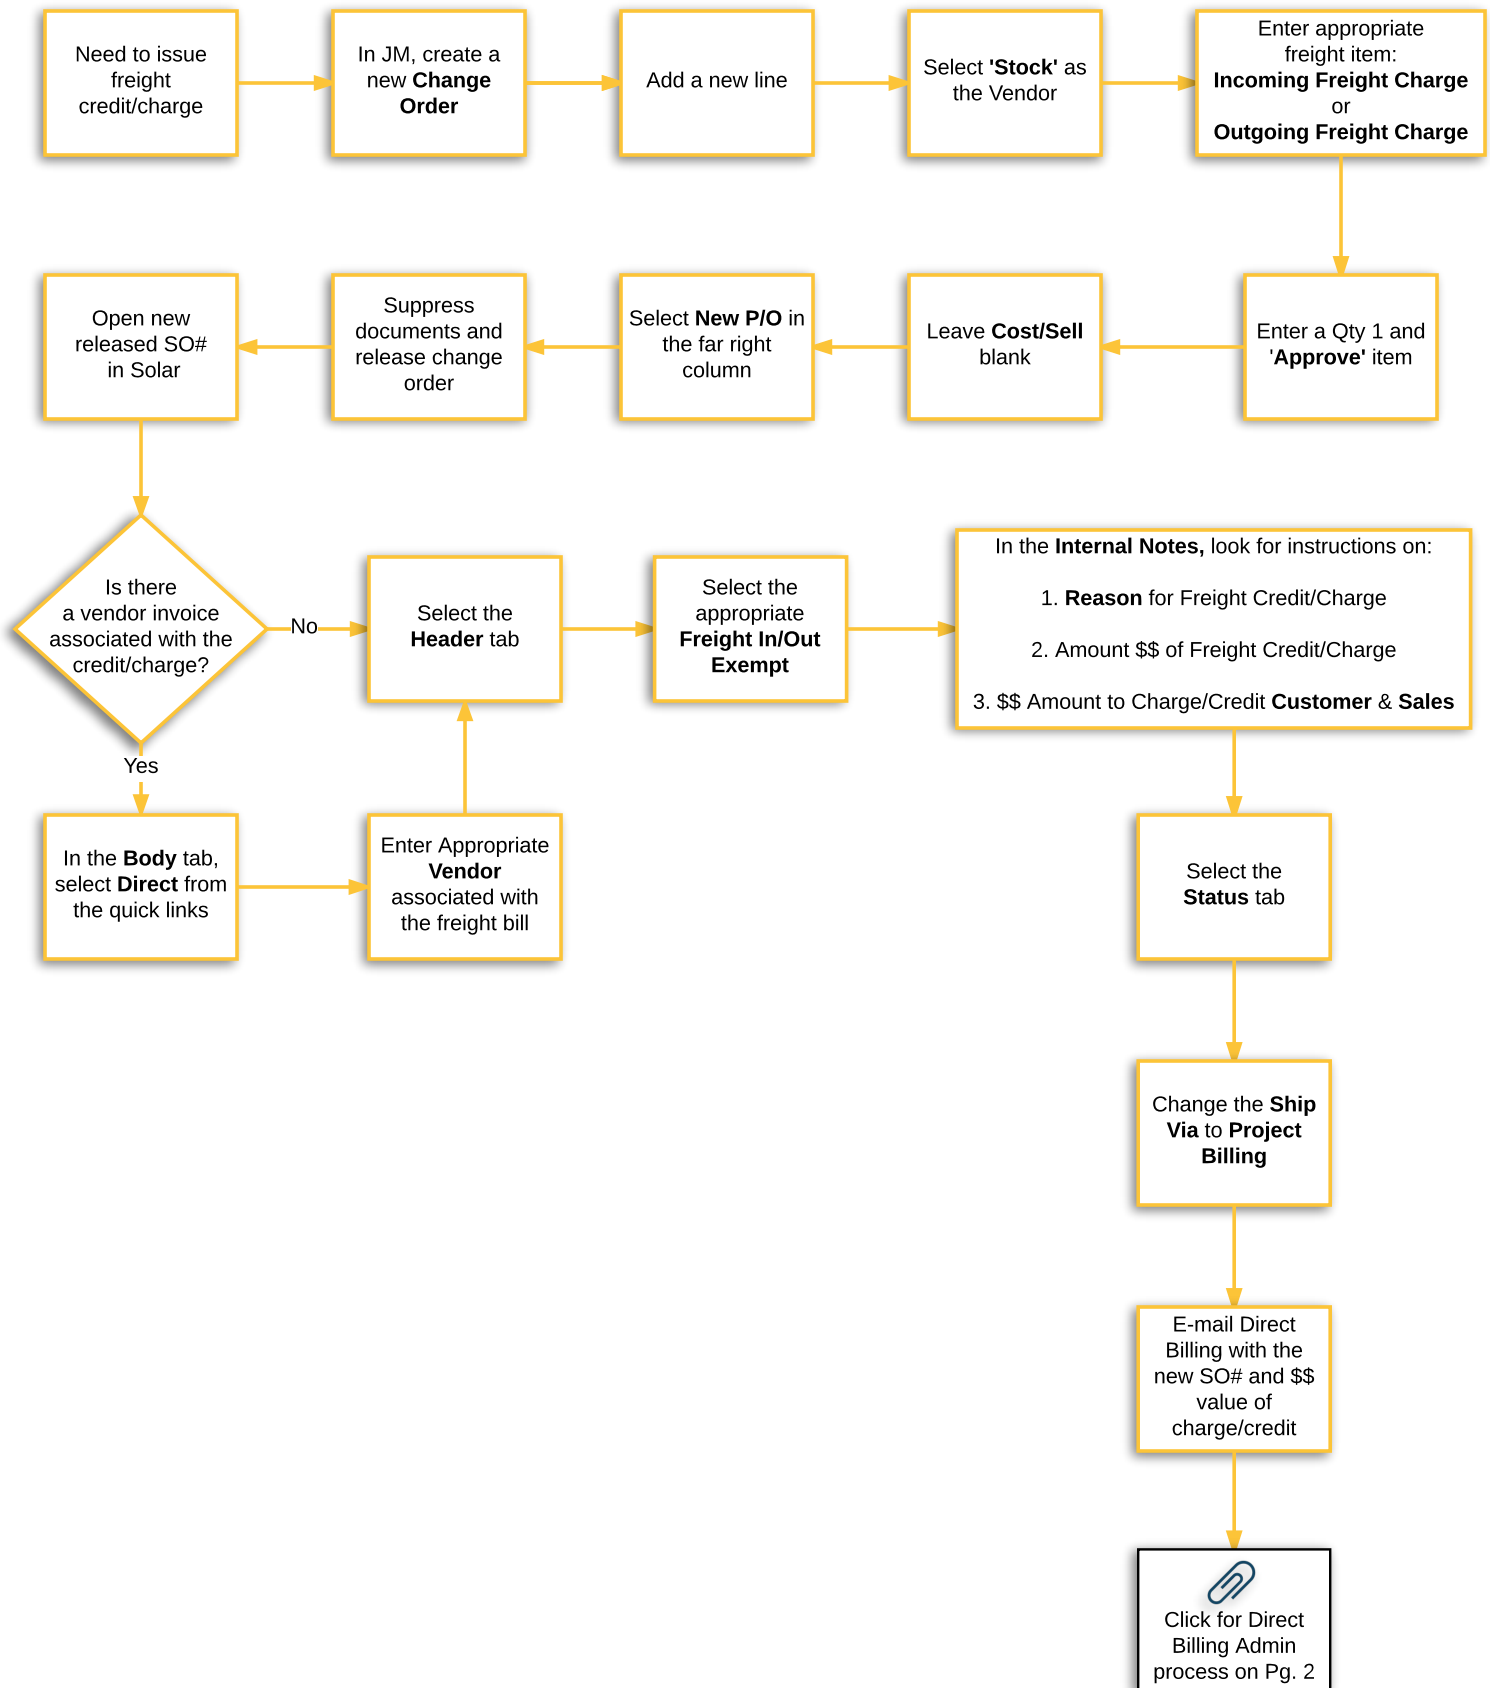 Need to issue
freight
credit/charge
In JM, create a
new Change
Order
Add a new line
Select 'Stock' as
the Vendor
Enter appropriate
freight item:
Incoming Freight Charge
or
Outgoing Freight Charge
Enter a Qty 1 and
'Approve' item
Leave Cost/Sell
blank
Select New P/O in
the far right
column
Suppress
documents and
release change
order
Open new
released SO#
in Solar
Is there
a vendor invoice
associated with the
credit/charge?
No
Yes
In the Body tab,
select Direct from
the quick links
Enter Appropriate
Vendor
associated with
the freight bill
Select the
Header tab
Select the
appropriate
Freight In/Out
Exempt
In the Internal Notes, look for instructions on:
1. Reason for Freight Credit/Charge
2. Amount $$ of Freight Credit/Charge
3. $$ Amount to Charge/Credit Customer & Sales
Select the
Status tab
Change the Ship
Via to Project
Billing
E-mail Direct
Billing with the
new SO# and $$
value of
charge/credit
Click for Direct
Billing Admin
process on Pg. 2